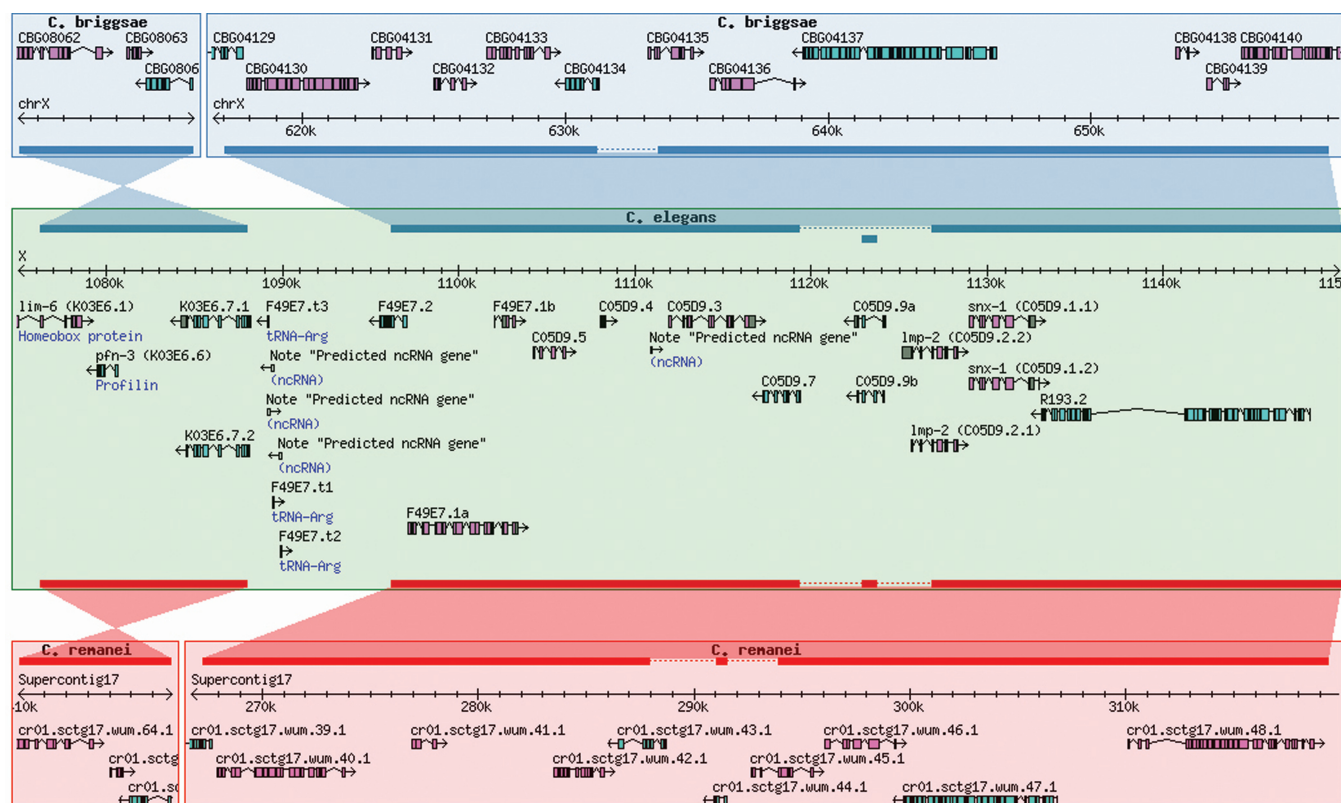 C. briggsae
C. briggsae
CBG08062 CBG08063
CBG0806
chrX
CBG04129 CBG04131 CBG04133 CBG04135 CBG04137 CBG04138 CBG04140
CBG04130 CBG04132 CBG04134 CBG04136 CBG04139
chrX
620k 630k 640k 650k
C. elegans
X
1080k 1090k 1100k 1110k 1120k 1130k 1140k 115
lim-6 (K03E6.1) K03E6.7.1 F49E7.t3 F49E7.2 F49E7.1b C05D9.4 C05D9.3 C05D9.9a snx-1 (C05D9.1.1)
Homeobox protein tRNA-Arg C05D9.5 Note "Predicted ncRNA gene" lmp-2 (C05D9.2.2)
pfn-3 (K03E6.6) Note "Predicted ncRNA gene" (ncRNA) snx-1 (C05D9.1.2)
Profilin (ncRNA) C05D9.7 C05D9.9b
Note "Predicted ncRNA gene" R193.2
(ncRNA)
K03E6.7.2 Note "Predicted ncRNA gene" lmp-2 (C05D9.2.1)
(ncRNA)
F49E7.t1
tRNA-Arg F49E7.1a
F49E7.t2
tRNA-Arg
C. remanei
C. remanei
Supercontig17
-10k
cr01.sctg17.wum.64.1
cr01.sctg
cr01.sc
Supercontig17
270k 280k 290k 300k 310k
cr01.sctg17.wum.39.1 cr01.sctg17.wum.41.1 cr01.sctg17.wum.43.1 cr01.sctg17.wum.46.1 cr01.sctg17.wum.48.1
cr01.sctg17.wum.40.1 cr01.sctg17.wum.42.1 cr01.sctg17.wum.45.1
cr01.sctg17.wum.44.1 cr01.sctg17.wum.47.1